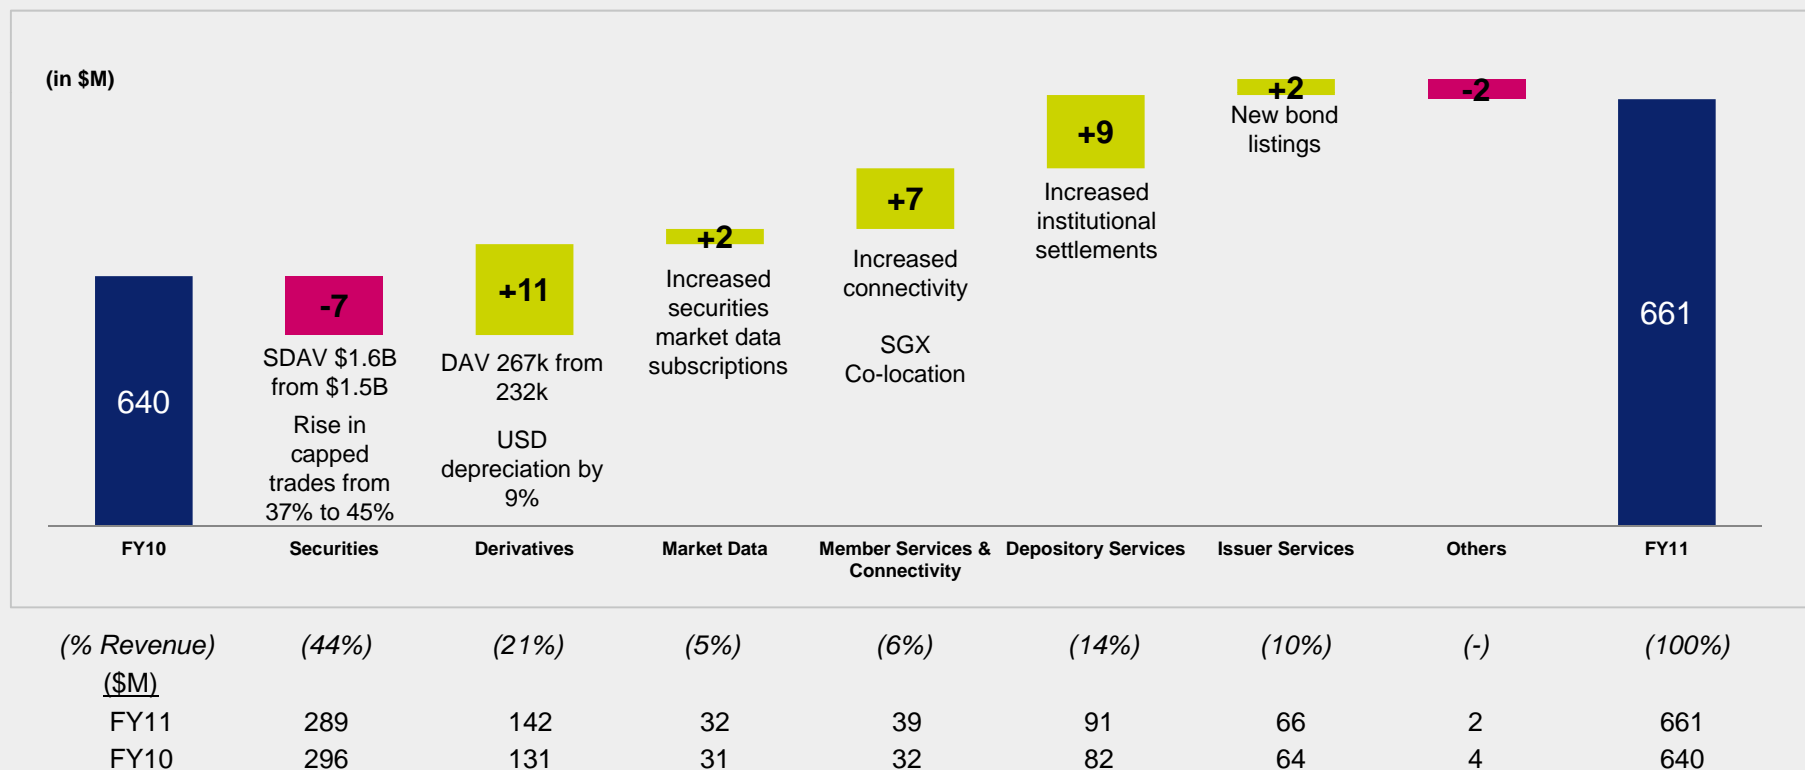 (in $M)
640
-7
SDAV $1.6B
from $1.5B
Rise in
capped
trades from
37% to 45%
+11
DAV 267k from
232k
USD
depreciation by
9%
+2
Increased
securities
market data
subscriptions
+7
Increased
connectivity
SGX
Co-location
+9
Increased
institutional
settlements
+2
New bond
listings
-2
661
FY10 Securities Derivatives Market Data Member Services & Depository Services Issuer Services Others FY11
Connectivity
(% Revenue) (44%) (21%) (5%) (6%) (14%) (10%) (-) (100%)
($M)
FY11 289 142 32 39 91 66 2 661
FY10 296 131 31 32 82 64 4 640